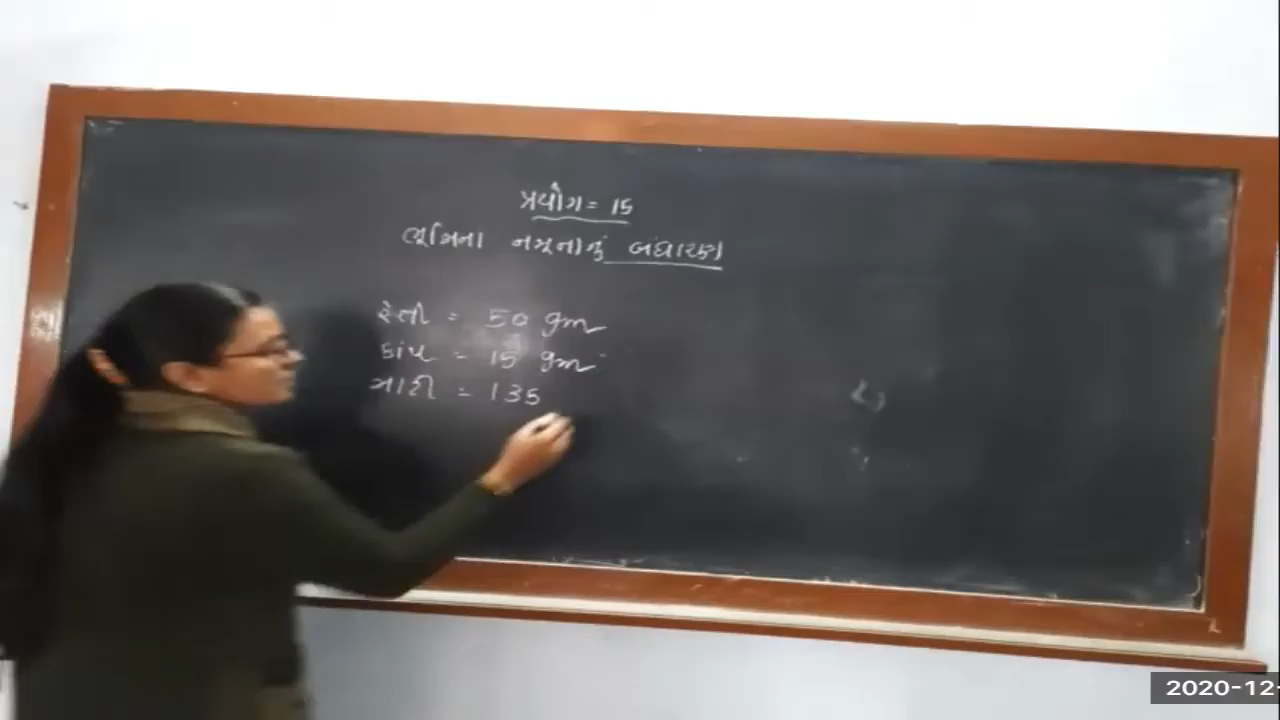 પ્રયોગ = 15
ભૂમિના નમૂનાનું બંધારણ
રેતી = 50 gm
કાંપ = 15 gm
માટી = 135
2020-12-